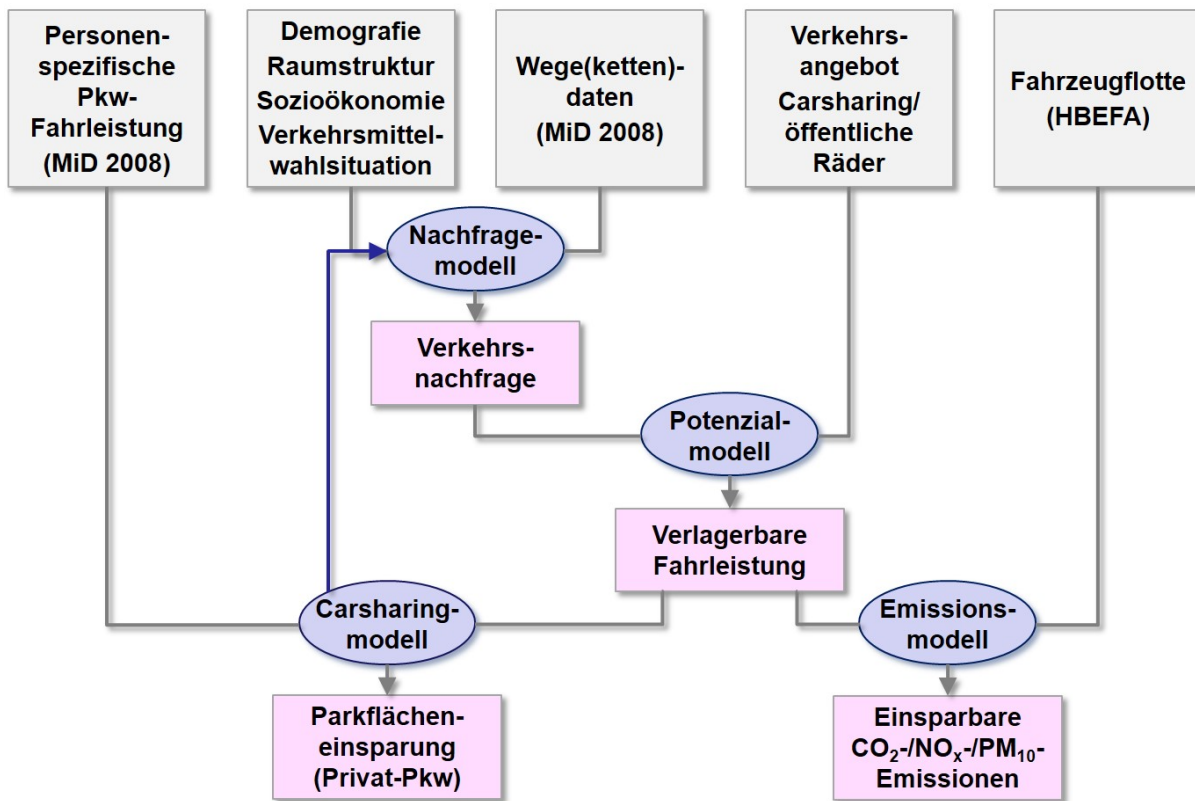 Personen-
spezifische
Pkw-
Fahrleistung
(MiD 2008)
Demografie
Raumstruktur
Sozioökonomie
Verkehrsmittel-
wahlsituation
Wege(ketten)-
daten
(MiD 2008)
Verkehrs-
angebot
Carsharing/
öffentliche
Räder
Fahrzeugflotte
(HBEFA)
Nachfrage-
modell
Verkehrs-
nachfrage
Potenzial-
modell
Verlagerbare
Fahrleistung
Carsharing-
modell
Emissions-
modell
Parkflächen-
einsparung
(Privat-Pkw)
Einsparbare
CO₂-/NOₓ-/PM₁₀-
Emissionen